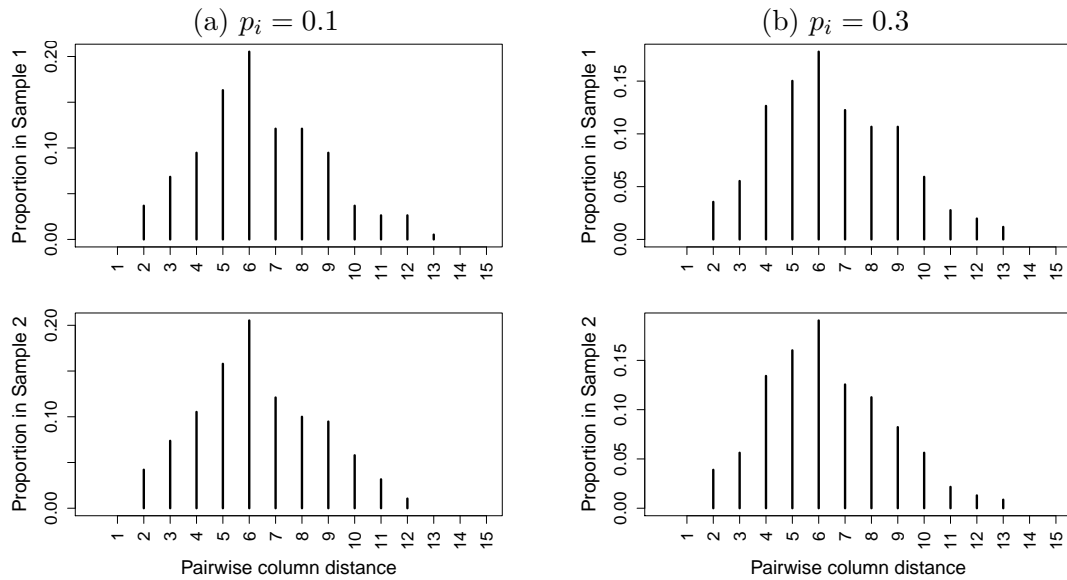 (a) p_i = 0.1
(b) p_i = 0.3
Proportion in Sample 1
0.00 0.10 0.20
1 2 3 4 5 6 7 8 9 10 11 12 13 14 15
Proportion in Sample 1
0.00 0.05 0.10 0.15
1 2 3 4 5 6 7 8 9 10 11 12 13 14 15
Proportion in Sample 2
0.00 0.10 0.20
1 2 3 4 5 6 7 8 9 10 11 12 13 14 15
Pairwise column distance
Proportion in Sample 2
0.00 0.05 0.10 0.15
1 2 3 4 5 6 7 8 9 10 11 12 13 14 15
Pairwise column distance